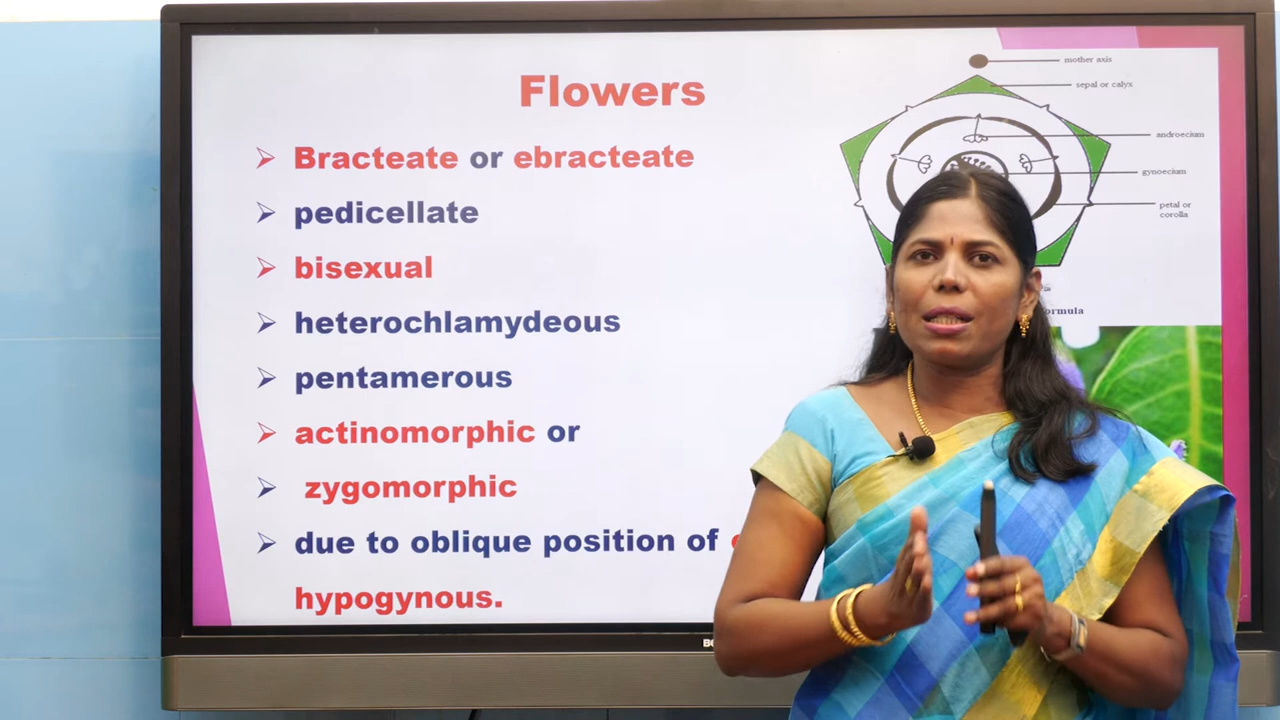 Flowers
Bracteate or ebracteate
pedicellate
bisexual
heterochlamydeous
pentamerous
actinomorphic or
zygomorphic
due to oblique position of
hypogynous.
mother axis
sepal or calyx
androecium
gynoecium
petal or
corolla